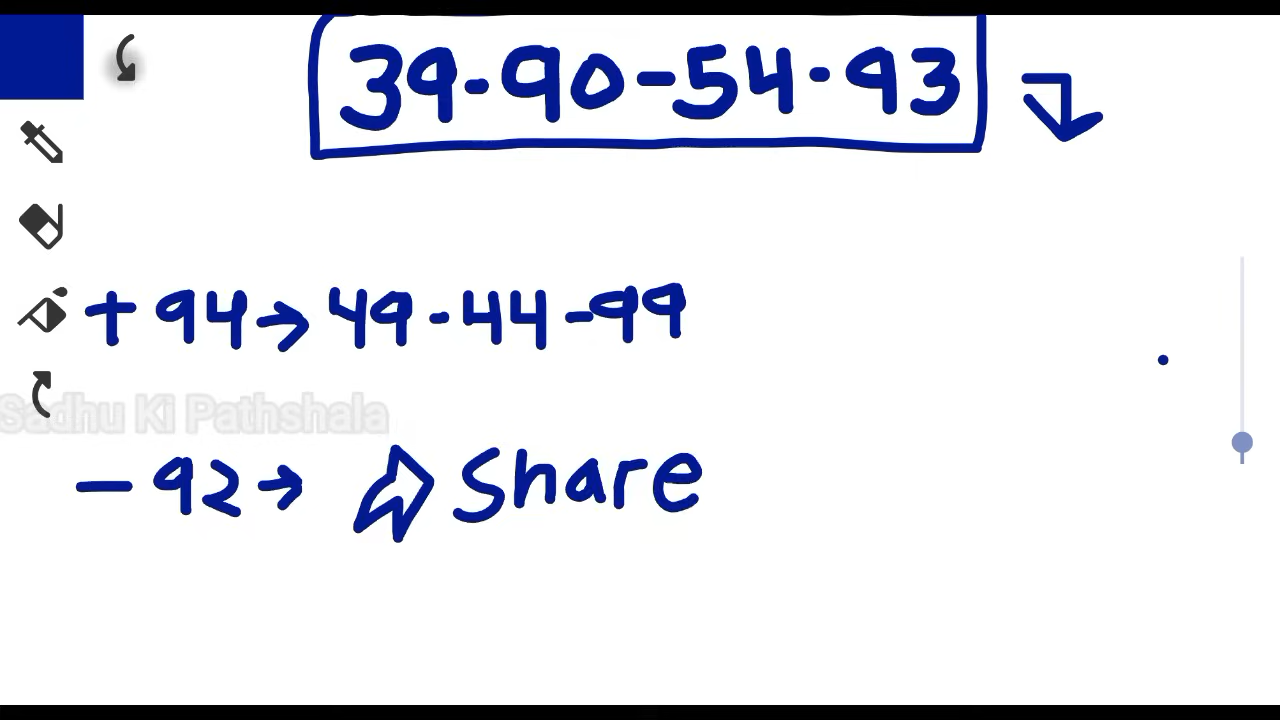 39-90-54-93
+94→49-44-99
Sadhu Ki Pathshala
-92→ Share